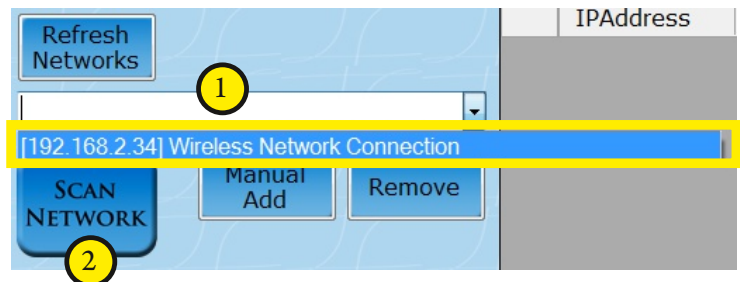 Refresh
Networks
IPAddress
1
[192.168.2.34] Wireless Network Connection
SCAN
NETWORK
Manual
Add
Remove
2